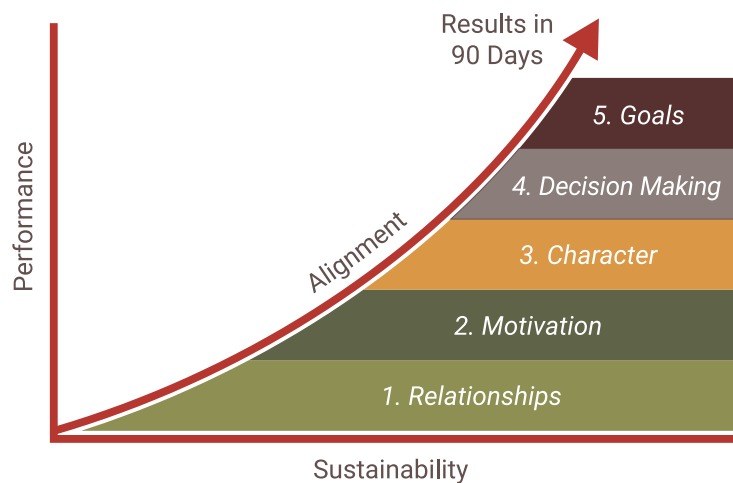 Results in
90 Days
5. Goals
4. Decision Making
3. Character
2. Motivation
1. Relationships
Alignment
Performance
Sustainability